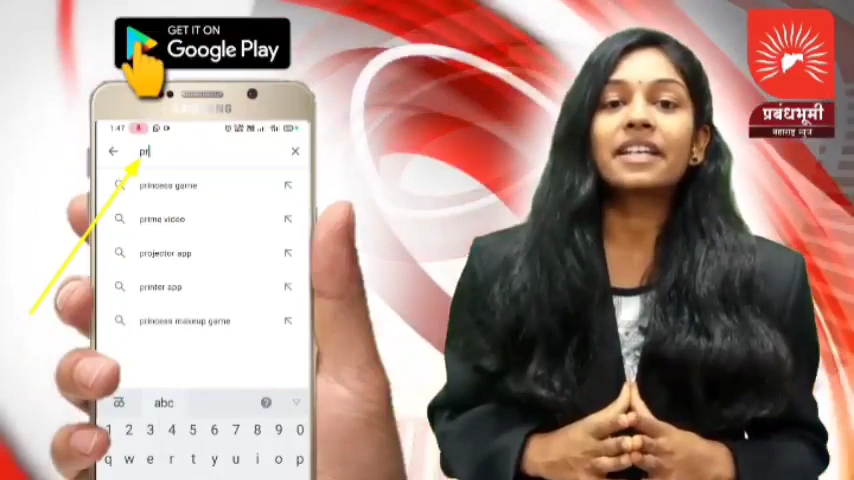 GET IT ON
Google Play
SAMSUNG
1:47
pr
princess game
prime video
projector app
printer app
princess makeup game
abc
1 2 3 4 5 6 7 8 9 0
q w e r t y u i o p
प्रबंधभूमी
महाराष्ट्र न्यूज